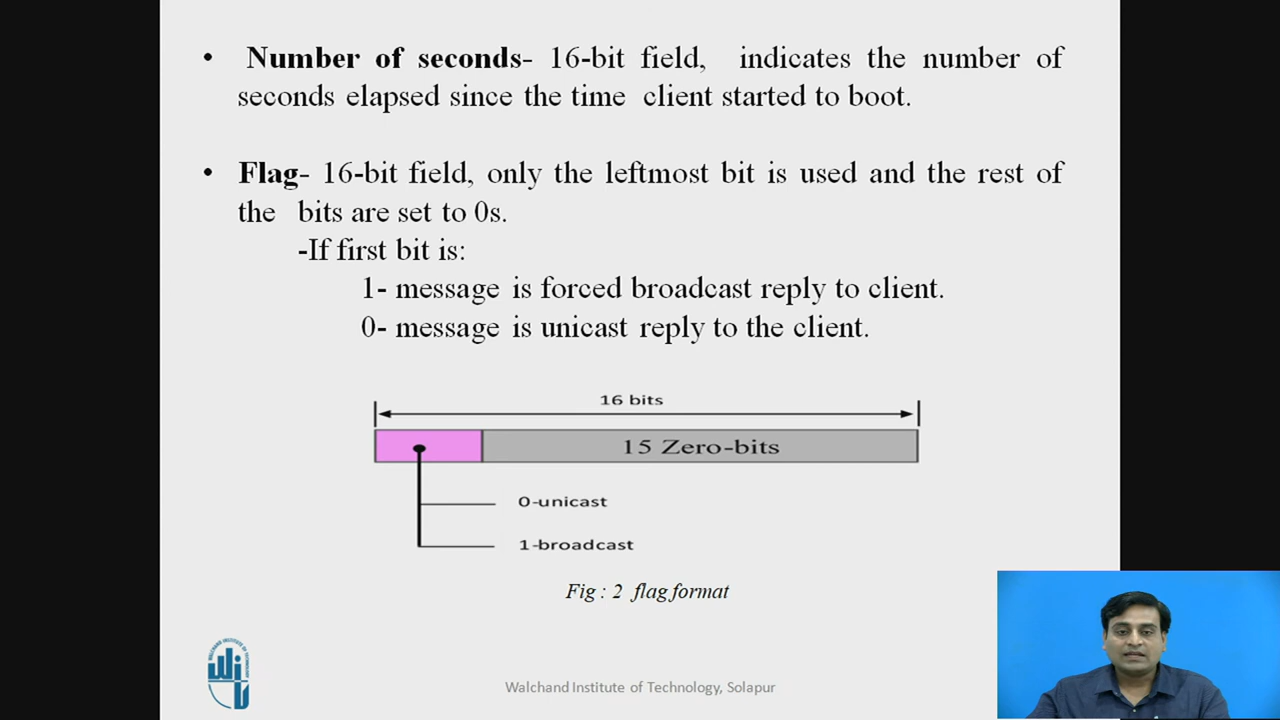 • Number of seconds- 16-bit field, indicates the number of
seconds elapsed since the time client started to boot.
• Flag- 16-bit field, only the leftmost bit is used and the rest of
the bits are set to 0s.
-If first bit is:
1- message is forced broadcast reply to client.
0- message is unicast reply to the client.
16 bits
15 Zero-bits
0-unicast
1-broadcast
Fig : 2 flag format
WALCHAND INSTITUTE OF TECHNOLOGY
Walchand Institute of Technology, Solapur